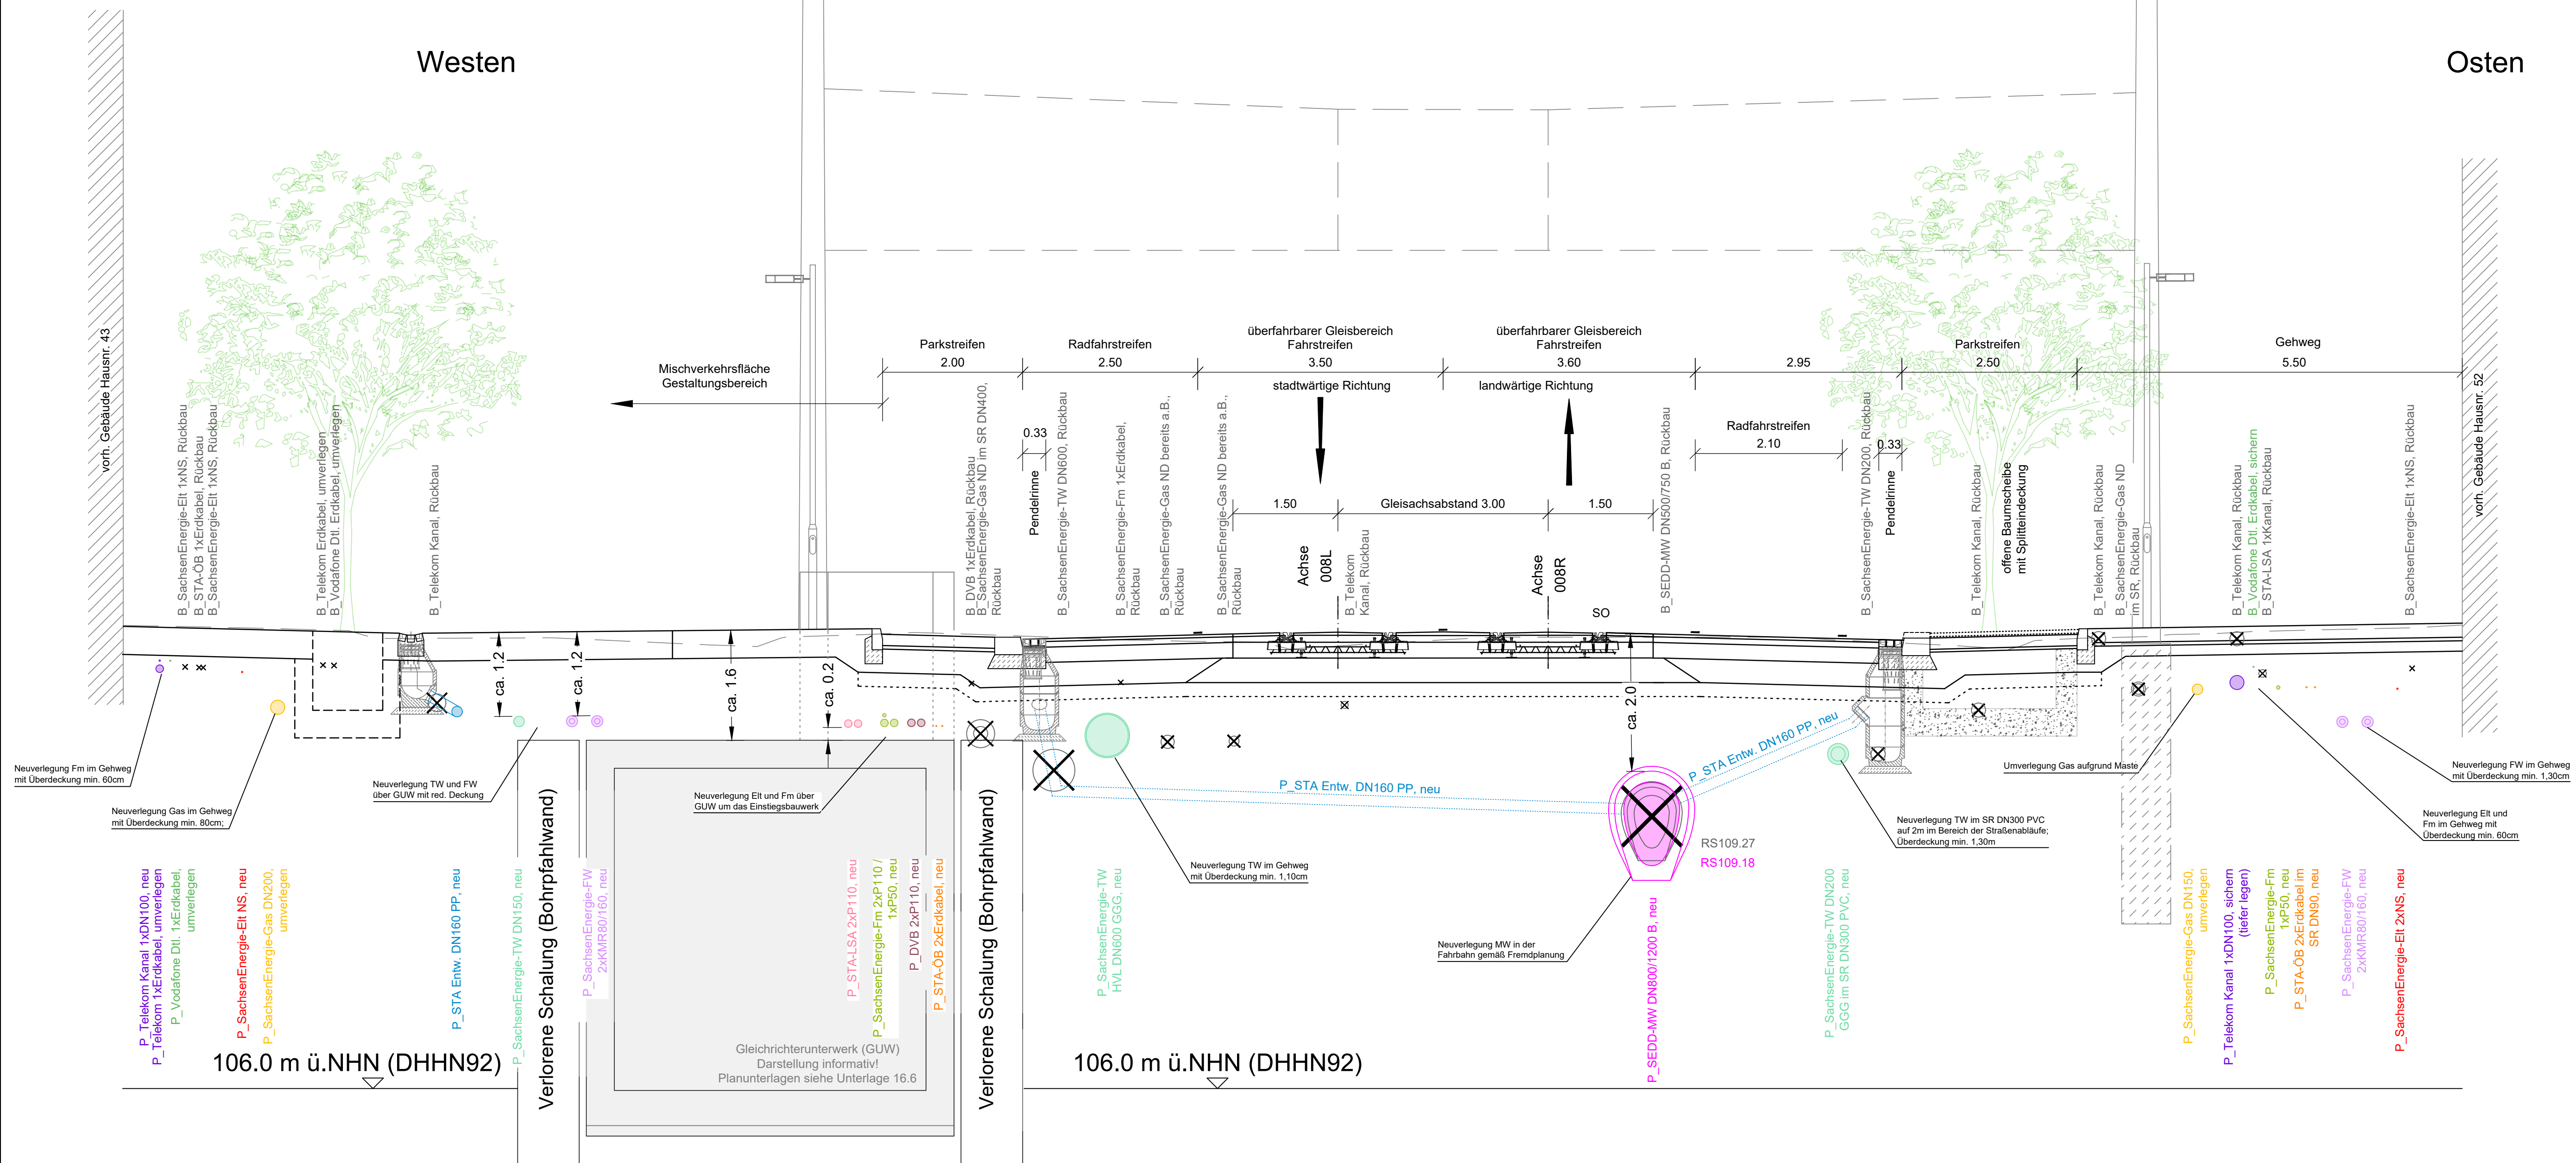 Westen
Osten
vorh. Gebäude Hausnr. 43
vorh. Gebäude Hausnr. 52
Mischverkehrsfläche
Gestaltungsbereich
Parkstreifen
2.00
Radfahrstreifen
2.50
überfahrbarer Gleisbereich
Fahrstreifen
3.50
stadtwärtige Richtung
überfahrbarer Gleisbereich
Fahrstreifen
3.60
landwärtige Richtung
2.95
Parkstreifen
2.50
Gehweg
5.50
Radfahrstreifen
2.10
0.33
Pendelrinne
0.33
Pendelrinne
1.50
Gleisachsabstand 3.00
1.50
Achse
008L
Achse
008R
SO
B_SachsenEnergie-Elt 1xNS, Rückbau
B_STA-ÖB 1xErdkabel, Rückbau
B_SachsenEnergie-Elt 1xNS, Rückbau
B_Telekom Erdkabel, umverlegen
B_Vodafone Dtl. Erdkabel, umverlegen
B_Telekom Kanal, Rückbau
B_DVB 1xErdkabel, Rückbau
B_SachsenEnergie-Gas ND im SR DN400,
Rückbau
B_SachsenEnergie-TW DN600, Rückbau
B_SachsenEnergie-Fm 1xErdkabel,
Rückbau
B_SachsenEnergie-Gas ND bereits a.B.,
Rückbau
B_SachsenEnergie-Gas ND bereits a.B.,
Rückbau
B_Telekom
Kanal, Rückbau
B_SEDD-MW DN500/750 B, Rückbau
B_SachsenEnergie-TW DN200, Rückbau
B_Telekom Kanal, Rückbau
offene Baumscheibe
mit Splitteindeckung
B_Telekom Kanal, Rückbau
B_SachsenEnergie-Gas ND
im SR, Rückbau
B_Telekom Kanal, Rückbau
B_Vodafone Dtl. Erdkabel, sichern
B_STA-LSA 1xKanal, Rückbau
B_SachsenEnergie-Elt 1xNS, Rückbau
ca. 1.2
ca. 1.2
ca. 1.6
ca. 0.2
ca. 2.0
Neuverlegung Fm im Gehweg
mit Überdeckung min. 60cm
Neuverlegung Gas im Gehweg
mit Überdeckung min. 80cm;
Neuverlegung TW und FW
über GUW mit red. Deckung
Neuverlegung Elt und Fm über
GUW um das Einstiegsbauwerk
Neuverlegung TW im Gehweg
mit Überdeckung min. 1,10cm
P_STA Entw. DN160 PP, neu
P_STA Entw. DN160 PP, neu
RS109.27
RS109.18
Neuverlegung MW in der
Fahrbahn gemäß Fremdplanung
Neuverlegung TW im SR DN300 PVC
auf 2m im Bereich der Straßenabläufe;
Überdeckung min. 1,30m
Umverlegung Gas aufgrund Maste
Neuverlegung FW im Gehweg
mit Überdeckung min. 1,30cm
Neuverlegung Elt und
Fm im Gehweg mit
Überdeckung min. 60cm
P_Telekom Kanal 1xDN100, neu
P_Telekom 1xErdkabel, umverlegen
P_Vodafone Dtl. 1xErdkabel,
umverlegen
P_SachsenEnergie-Elt NS, neu
P_SachsenEnergie-Gas DN200,
umverlegen
P_STA Entw. DN160 PP, neu
P_SachsenEnergie-TW DN150, neu
Verlorene Schalung (Bohrpfahlwand)
P_SachsenEnergie-FW
2xKMR80/160, neu
P_STA-LSA 2xP110, neu
P_SachsenEnergie-Fm 2xP110 /
1xP50, neu
P_DVB 2xP110, neu
P_STA-ÖB 2xErdkabel, neu
Verlorene Schalung (Bohrpfahlwand)
P_SachsenEnergie-TW
HVL DN600 GGG, neu
P_SEDD-MW DN800/1200 B, neu
P_SachsenEnergie-TW DN200
GGG im SR DN300 PVC, neu
P_SachsenEnergie-Gas DN150,
umverlegen
P_Telekom Kanal 1xDN100, sichern
(tiefer legen)
P_SachsenEnerginie-Fm
1xP50, neu
P_STA-ÖB 2xErdkabel im
SR DN90, neu
P_SachsenEnergie-FW
2xKMR80/160, neu
P_SachsenEnergie-Elt 2xNS, neu
Gleichrichterunterwerk (GUW)
Darstellung informativ!
Planunterlagen siehe Unterlage 16.6
106.0 m ü.NHN (DHHN92)
106.0 m ü.NHN (DHHN92)